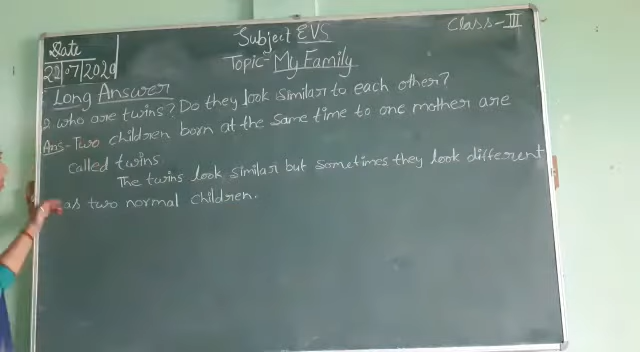 Date
Subject EVS
Class-III
22/07/2020
Topic-My Family
Long Answer
2. who are twins? Do they look similar to each other?
Ans-Two children born at the same time to one mother are
called twins.
The twins look similar but sometimes they look different
as two normal children.